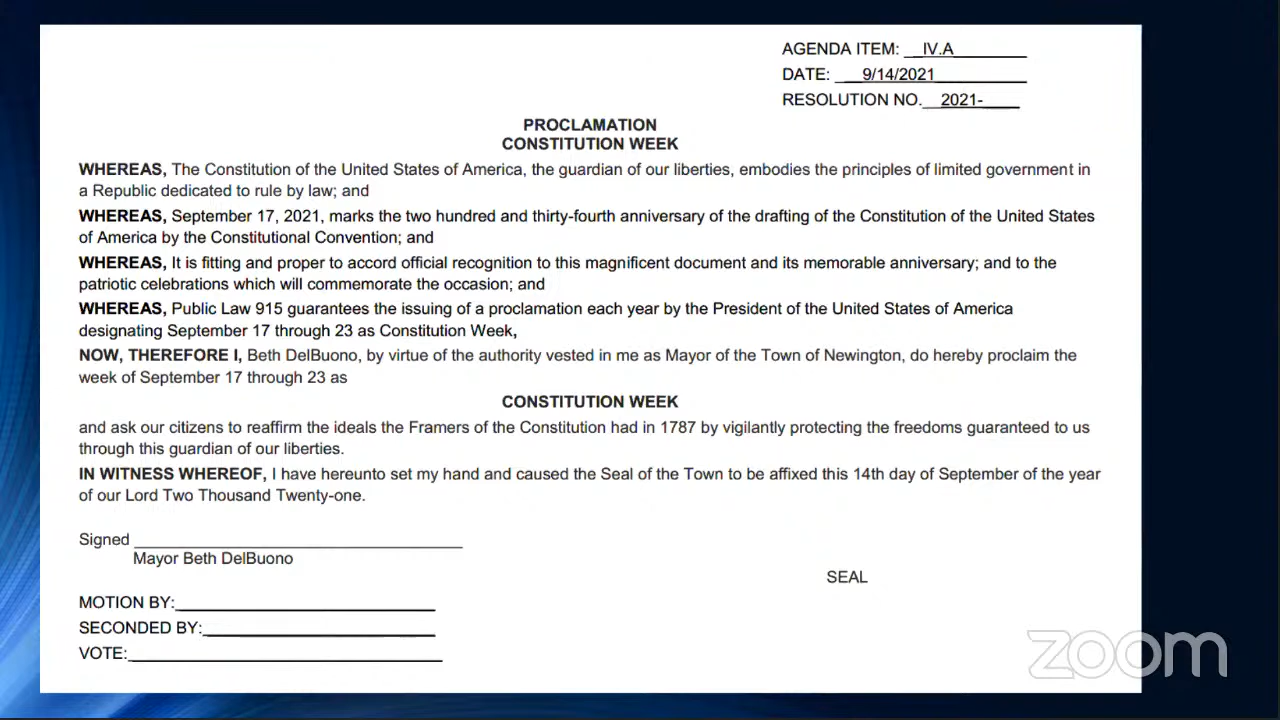 AGENDA ITEM: __IV.A________
DATE: ___9/14/2021__________
RESOLUTION NO.__2021-____
PROCLAMATION
CONSTITUTION WEEK
WHEREAS, The Constitution of the United States of America, the guardian of our liberties, embodies the principles of limited government in
a Republic dedicated to rule by law; and
WHEREAS, September 17, 2021, marks the two hundred and thirty-fourth anniversary of the drafting of the Constitution of the United States
of America by the Constitutional Convention; and
WHEREAS, It is fitting and proper to accord official recognition to this magnificent document and its memorable anniversary; and to the
patriotic celebrations which will commemorate the occasion; and
WHEREAS, Public Law 915 guarantees the issuing of a proclamation each year by the President of the United States of America
designating September 17 through 23 as Constitution Week,
NOW, THEREFORE I, Beth DelBuono, by virtue of the authority vested in me as Mayor of the Town of Newington, do hereby proclaim the
week of September 17 through 23 as
CONSTITUTION WEEK
and ask our citizens to reaffirm the ideals the Framers of the Constitution had in 1787 by vigilantly protecting the freedoms guaranteed to us
through this guardian of our liberties.
IN WITNESS WHEREOF, I have hereunto set my hand and caused the Seal of the Town to be affixed this 14th day of September of the year
of our Lord Two Thousand Twenty-one.
Signed ____________________________________
Mayor Beth DelBuono
SEAL
MOTION BY:____________________________
SECONDED BY:_________________________
VOTE:__________________________________
zoom